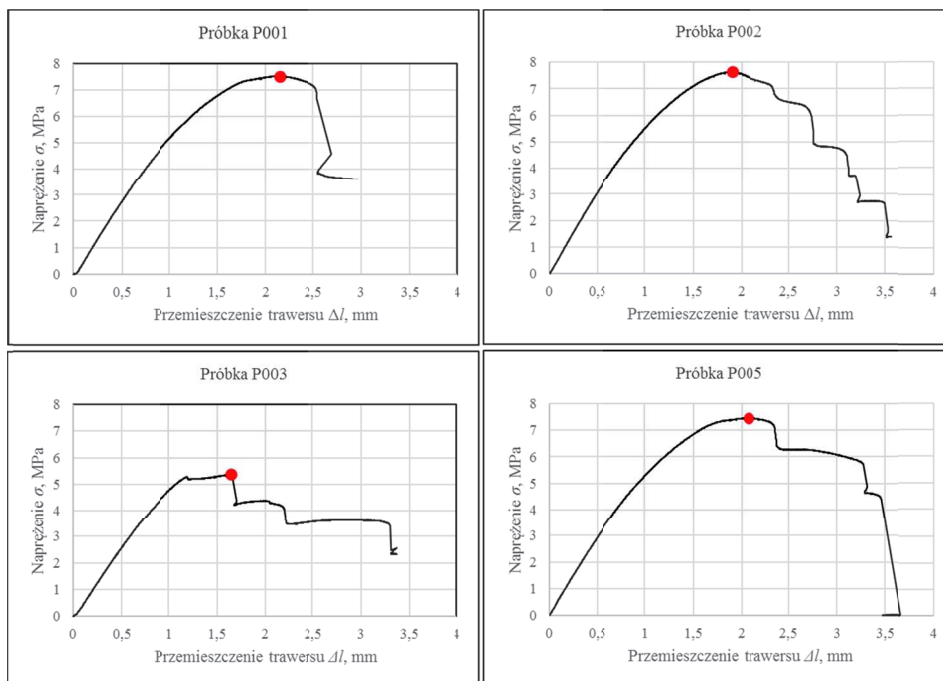 Próbka P001
Naprężenie σ, MPa
8
7
6
5
4
3
2
1
0
0 0,5 1 1,5 2 2,5 3 3,5 4
Przemieszczenie trawersu Δl, mm
Próbka P002
Naprężenie σ, MPa
8
7
6
5
4
3
2
1
0
0 0,5 1 1,5 2 2,5 3 3,5 4
Przemieszczenie trawersu Δl, mm
Próbka P003
Naprężenie σ, MPa
8
7
6
5
4
3
2
1
0
0 0,5 1 1,5 2 2,5 3 3,5 4
Przemieszczenie trawersu Δl, mm
Próbka P005
Naprężenie σ, MPa
8
7
6
5
4
3
2
1
0
0 0,5 1 1,5 2 2,5 3 3,5 4
Przemieszczenie trawersu Δl, mm